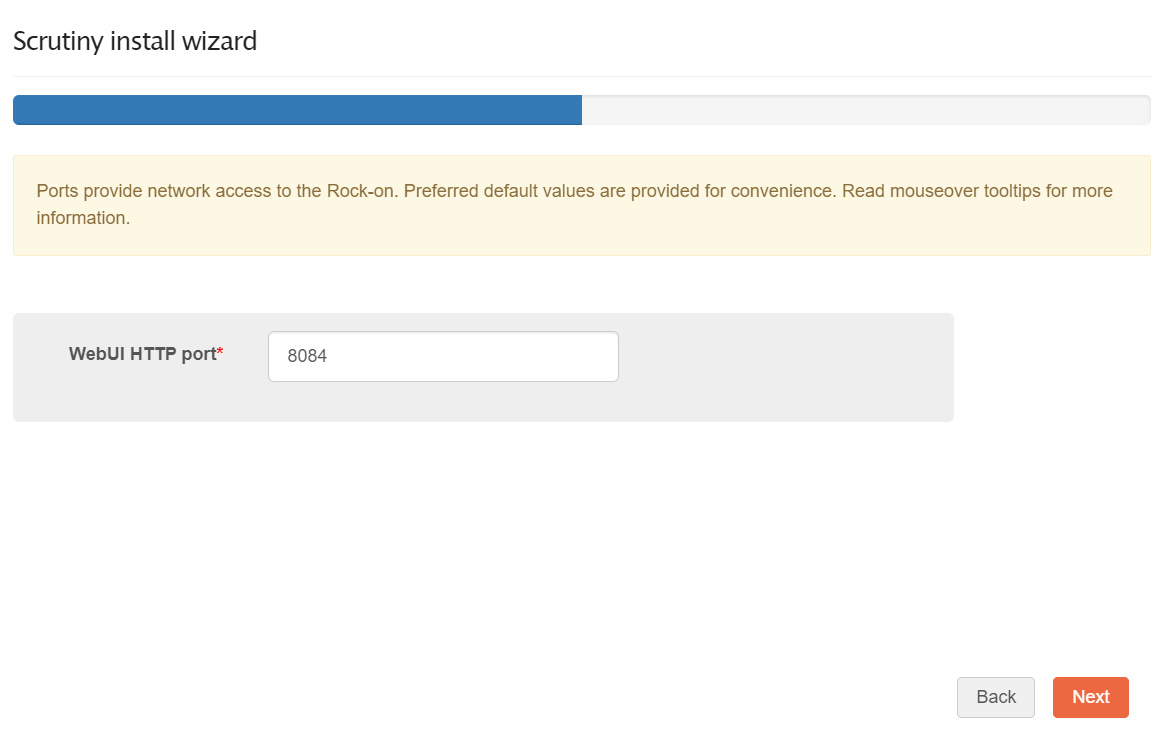 Scrutiny install wizard
Ports provide network access to the Rock-on. Preferred default values are provided for convenience. Read mouseover tooltips for more
information.
WebUI HTTP port*
8084
Back
Next